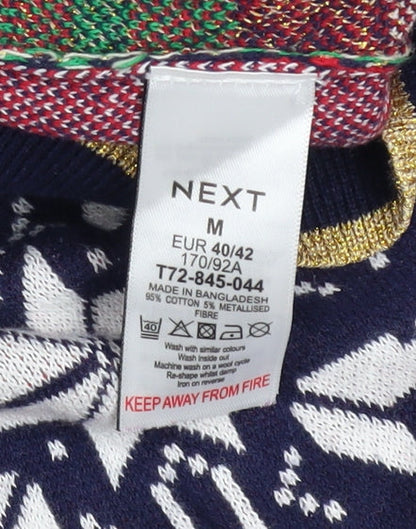 NEXT
M
EUR 40/42
170/92A
T72-845-044
MADE IN BANGLADESH
95% COTTON 5% METALLISED
FIBRE
40
Wash with similar colours
Wash inside out
Machine wash on a wool cycle
Re-shape whilst damp
Iron on reverse
KEEP AWAY FROM FIRE